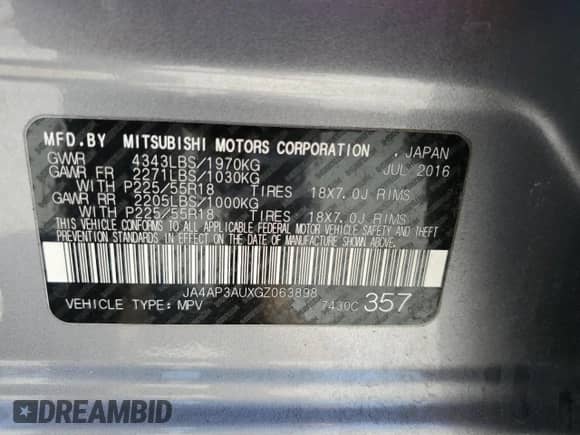 MFD.BY MITSUBISHI MOTORS CORPORATION , JAPAN
GVWR 4343LBS/1970KG JUL 2016
GAWR FR 2271LBS/1030KG
WITH P225/55R18 TIRES 18X7.0J RIMS
GAWR RR 2205LBS/1000KG
WITH P225/55R18 TIRES 18X7.0J RIMS
THIS VEHICLE CONFORMS TO ALL APPLICABLE FEDERAL MOTOR VEHICLE SAFETY AND THEFT
PREVENTION STANDARDS IN EFFECT ON THE DATE OF MANUFACTURE SHOWN ABOVE.
JA4AP3AUXGZ063898
VEHICLE TYPE: MPV 7430C 357
DREAMBID